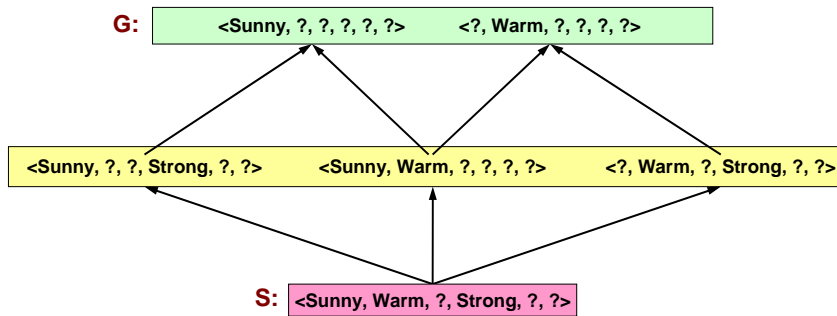 G: <Sunny, ?, ?, ?, ?, ?> <?, Warm, ?, ?, ?, ?>
<Sunny, ?, ?, Strong, ?, ?> <Sunny, Warm, ?, ?, ?, ?> <?, Warm, ?, Strong, ?, ?>
S: <Sunny, Warm, ?, Strong, ?, ?>